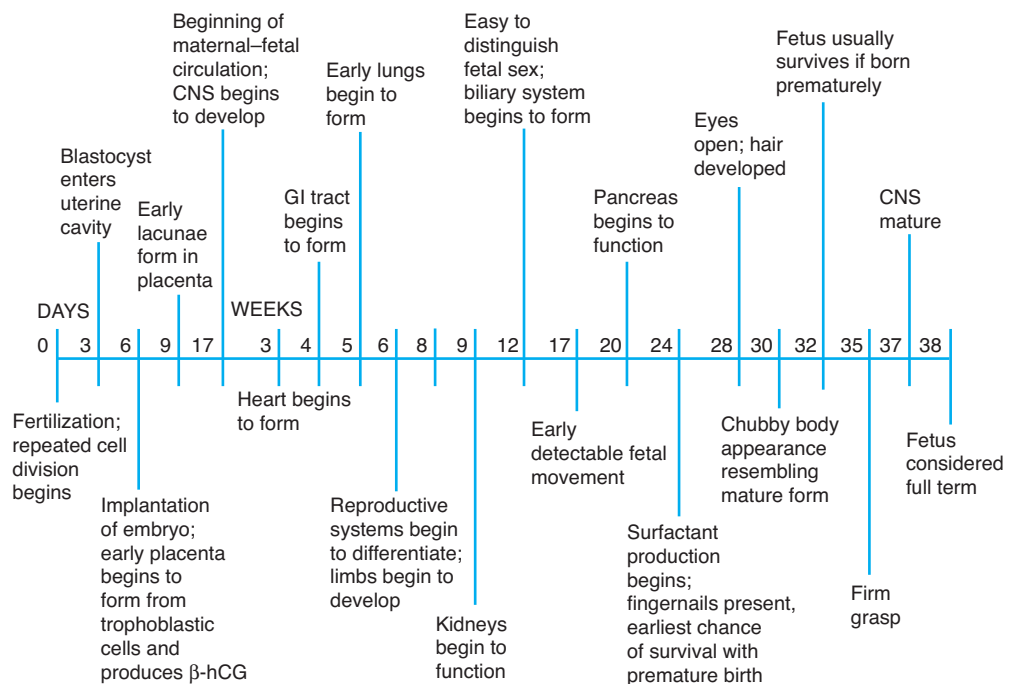 Beginning of
maternal–fetal
circulation;
CNS begins
to develop
Early lungs
begin to
form
Easy to
distinguish
fetal sex;
biliary system
begins to form
Fetus usually
survives if born
prematurely
Blastocyst
enters
uterine
cavity
Early
lacunae
form in
placenta
GI tract
begins
to form
Pancreas
begins to
function
Eyes
open; hair
developed
CNS
mature
DAYS
WEEKS
0 3 6 9 17 3 4 5 6 9 12 17 20 24 28 30 32 35 37 38
Fertilization;
repeated cell
division
begins
Implantation
of embryo;
early placenta
begins to
form from
trophoblastic
cells and
produces β-hCG
Heart begins
to form
Reproductive
systems begin
to differentiate;
limbs begin to
develop
Kidneys
begin to
function
Early
detectable fetal
movement
Surfactant
production
begins;
fingernails present,
earliest chance
of survival with
premature birth
Chubby body
appearance
resembling
mature form
Firm
grasp
Fetus
considered
full term